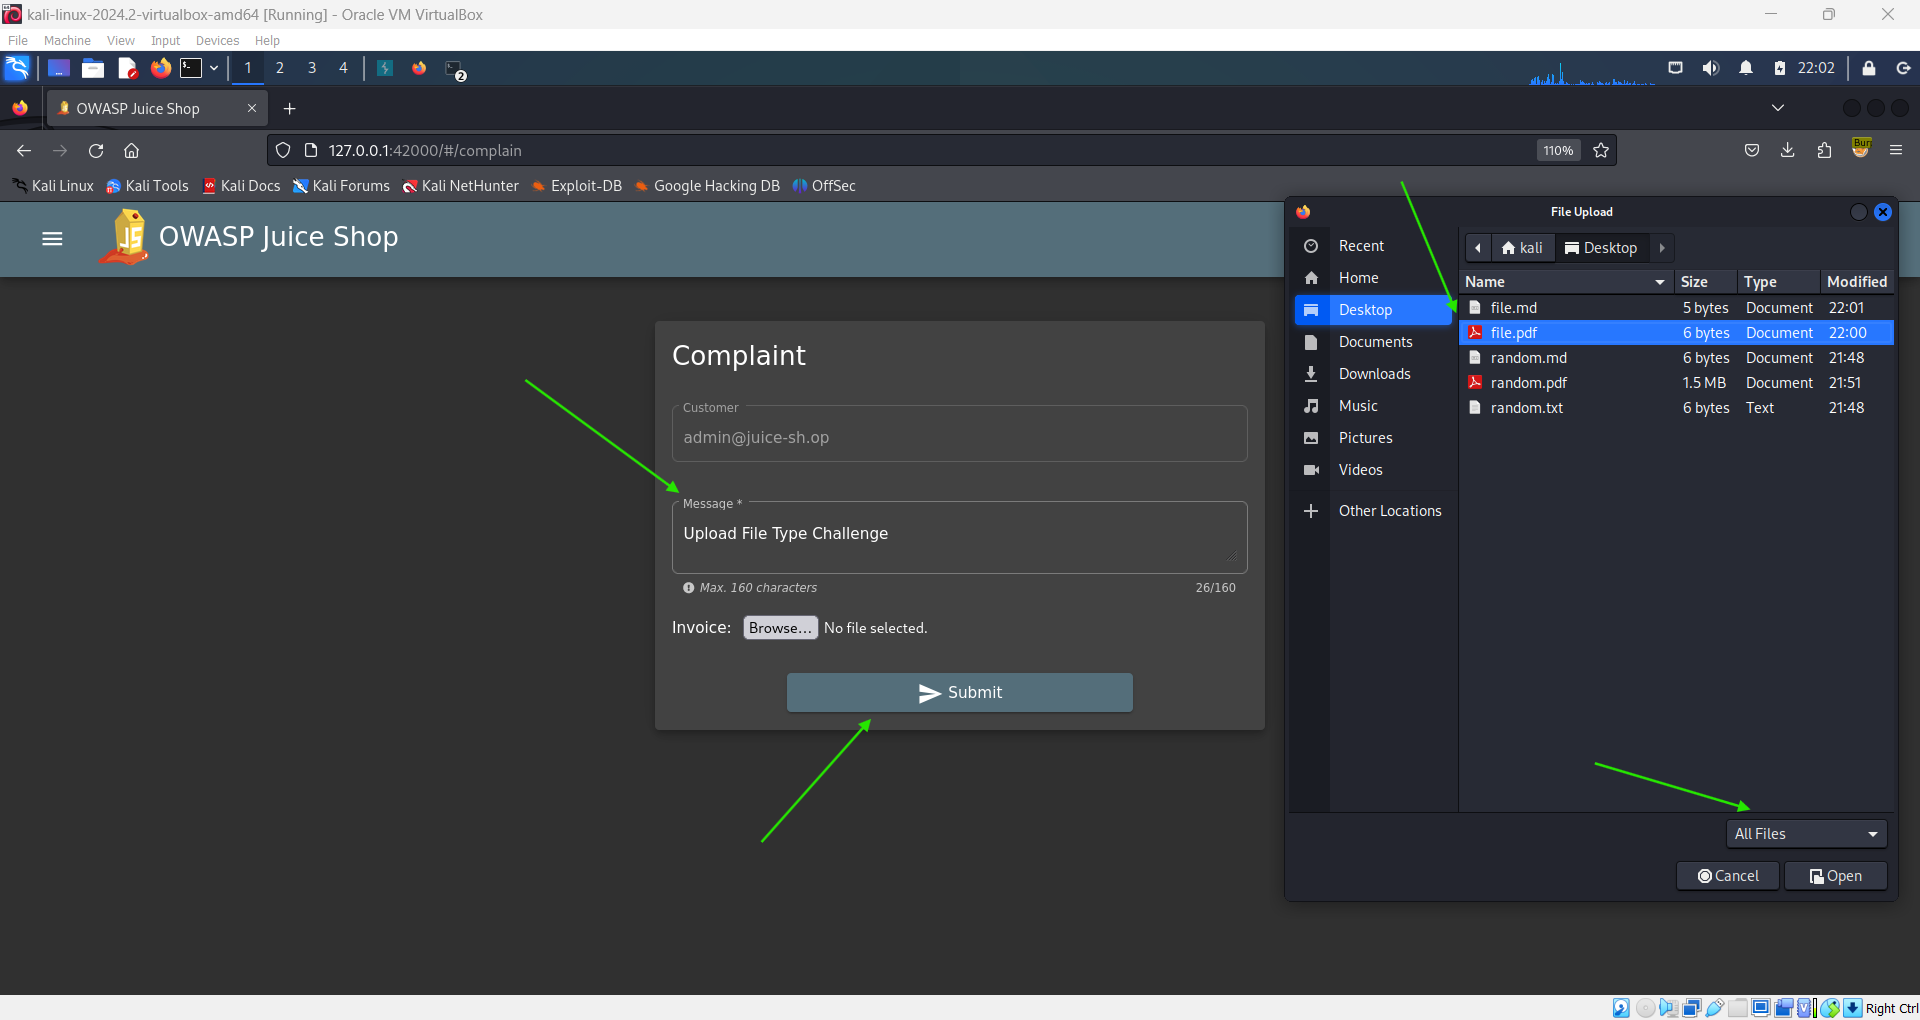 kali-linux-2024.2-virtualbox-amd64 [Running] - Oracle VM VirtualBox
File Machine View Input Devices Help
1 2 3 4 2 22:02
OWASP Juice Shop
127.0.0.1:42000/#/complain 110%
Kali Linux Kali Tools Kali Docs Kali Forums Kali NetHunter Exploit-DB Google Hacking DB OffSec
JS OWASP Juice Shop
Complaint
Customer
admin@juice-sh.op
Message *
Upload File Type Challenge
Max. 160 characters 26/160
Invoice: Browse... No file selected.
Submit
File Upload
Recent
Home
Desktop
Documents
Downloads
Music
Pictures
Videos
Other Locations
kali Desktop
Name Size Type Modified
file.md 5 bytes Document 22:01
file.pdf 6 bytes Document 22:00
random.md 6 bytes Document 21:48
random.pdf 1.5 MB Document 21:51
random.txt 6 bytes Text 21:48
All Files
Cancel Open
Right Ctrl